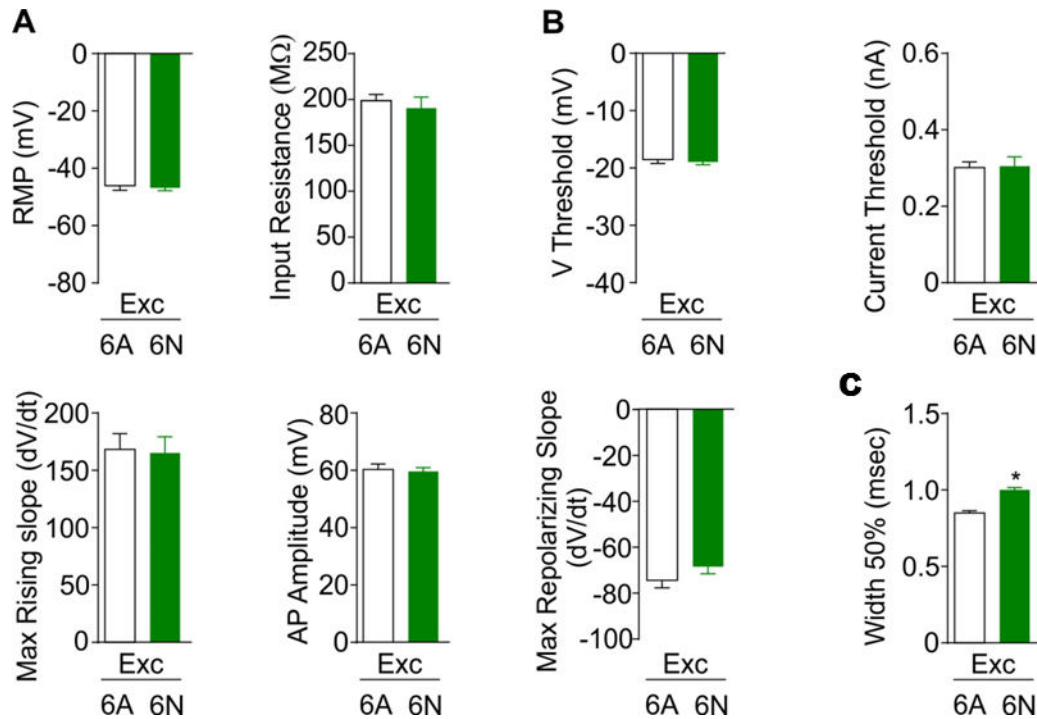 A
RMP (mV)
0
-20
-40
-60
-80
Exc
6A 6N
Input Resistance (MΩ)
250
200
150
100
50
0
Exc
6A 6N
B
V Threshold (mV)
0
-10
-20
-30
-40
Exc
6A 6N
Current Threshold (nA)
0.6
0.6
0.2
0
Exc
6A 6N
Max Rising slope (dV/dt)
200
150
100
50
0
Exc
6A 6N
AP Amplitude (mV)
80
60
40
20
0
Exc
6A 6N
Max Repolarizing Slope
(dV/dt)
0
-20
-40
-60
-80
-100
Exc
6A 6N
C
Width 50% (msec)
1.5
1.0
0.5
0
*
Exc
6A 6N